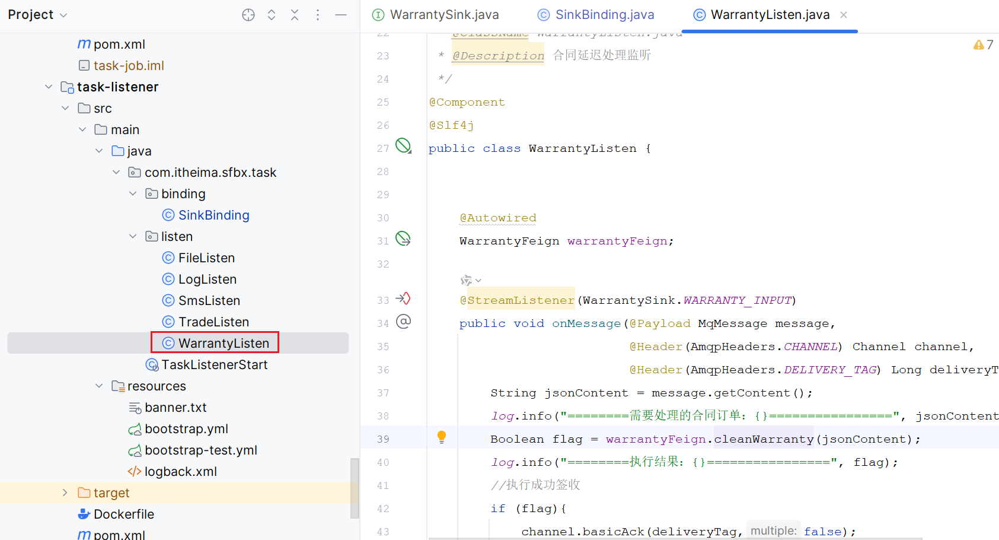 Project
pom.xml
task-job.iml
task-listener
src
main
java
com.itheima.sfbx.task
binding
SinkBinding
listen
FileListen
LogListen
SmsListen
TradeListen
WarrantyListen
TaskListenerStart
resources
banner.txt
bootstrap.yml
bootstrap-test.yml
logback.xml
target
Dockerfile
pom.xml
WarrantySink.java
SinkBinding.java
WarrantyListen.java
7
22 @ClassName WarrantyListen.java
23 * @Description 合同延迟处理监听
24 */
25 @Component
26 @Slf4j
27 public class WarrantyListen {
28
29
30 @Autowired
31 WarrantyFeign warrantyFeign;
32
33 @StreamListener(WarrantySink.WARRANTY_INPUT)
34 public void onMessage(@Payload MqMessage message,
35 @Header(AmqpHeaders.CHANNEL) Channel channel,
36 @Header(AmqpHeaders.DELIVERY_TAG) Long deliveryT
37 String jsonContent = message.getContent();
38 log.info("========需要处理的合同订单：{}================", jsonContent
39 Boolean flag = warrantyFeign.cleanWarranty(jsonContent);
40 log.info("========执行结果：{}================", flag);
41 //执行成功签收
42 if (flag){
43 channel.basicAck(deliveryTag, multiple: false);